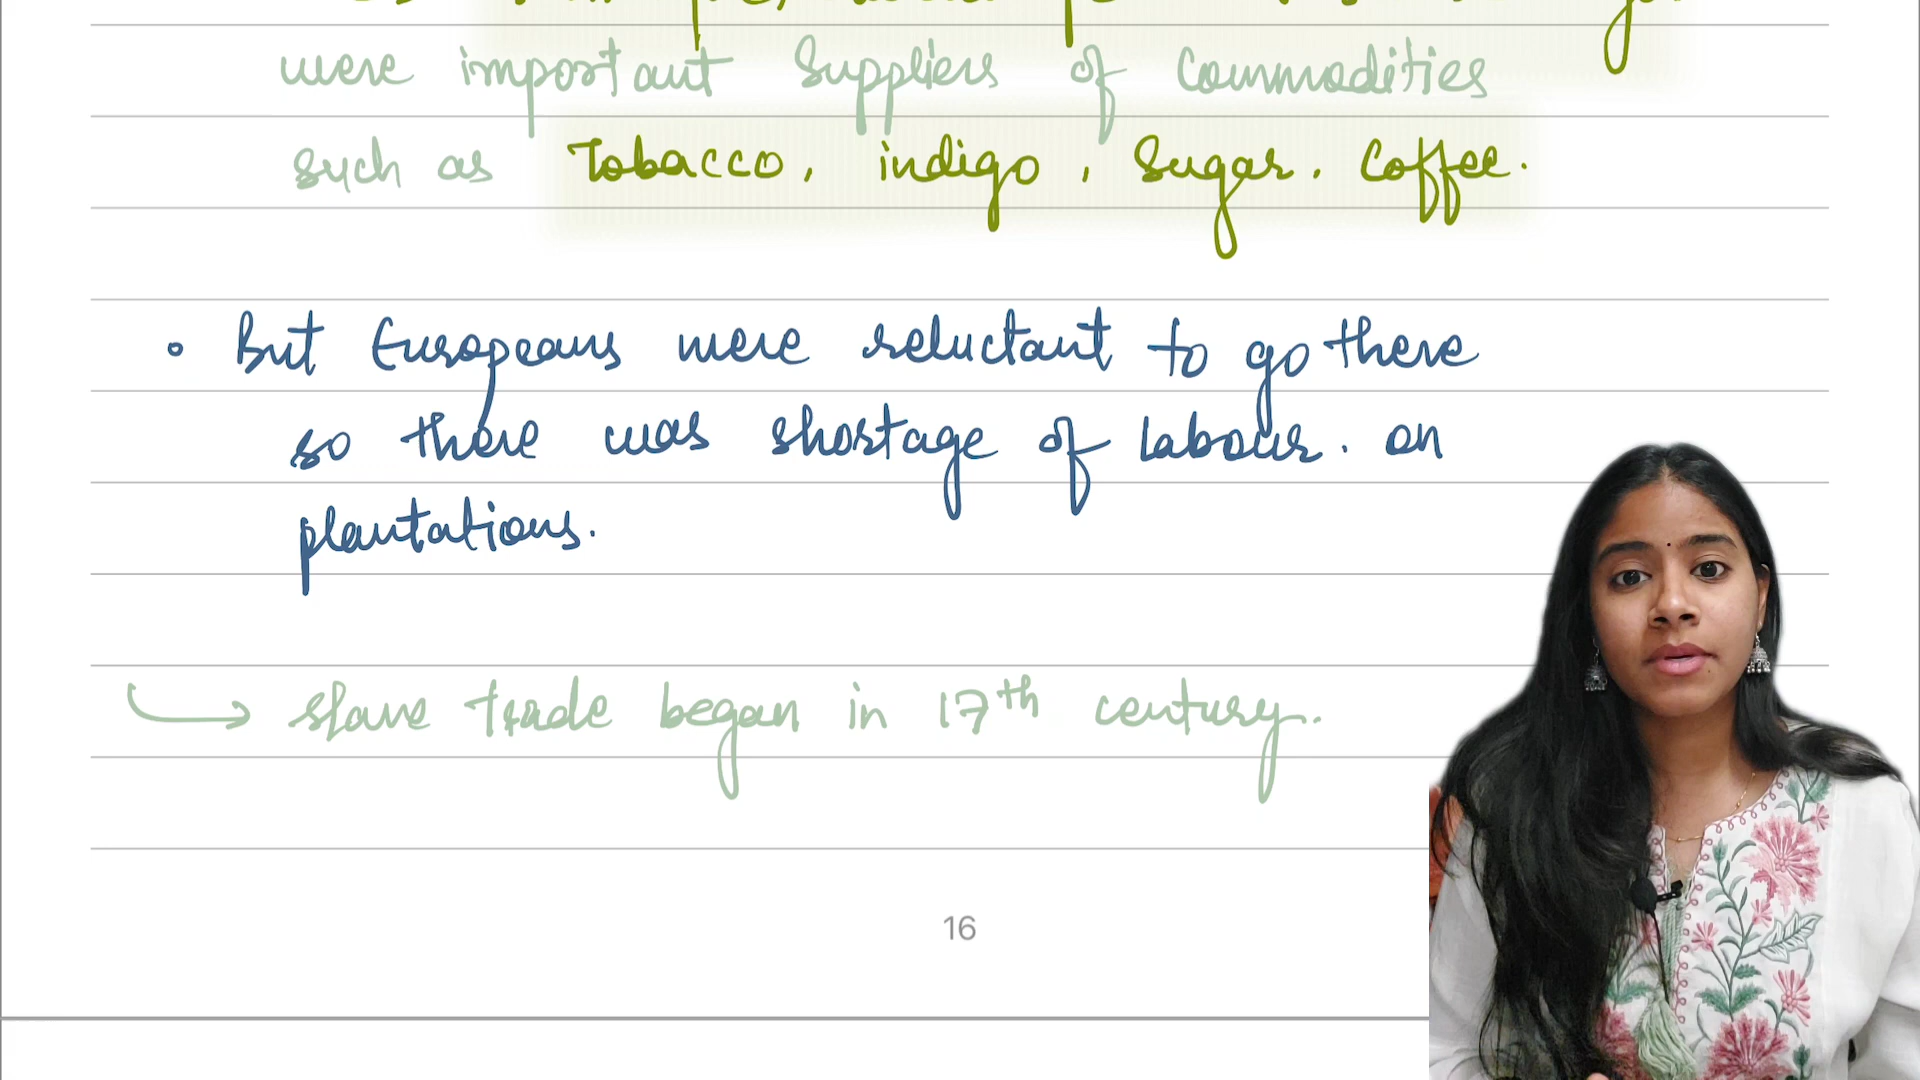 were important Suppliers of Commodities
such as Tobacco, indigo, Sugar. Coffee.
But Europeans were reluctant to go there
so there was shortage of labour. on
plantations.
slave trade began in 17th century.
16